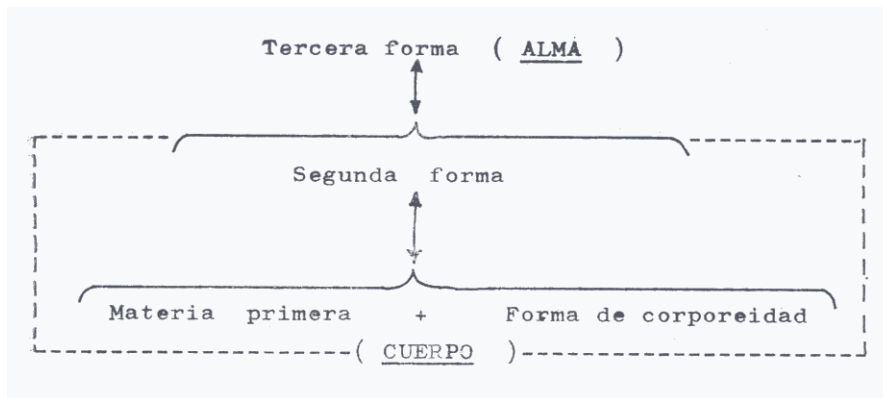 Tercera forma ( ALMA )
Segunda forma
Materia primera + Forma de corporeidad
( CUERPO )